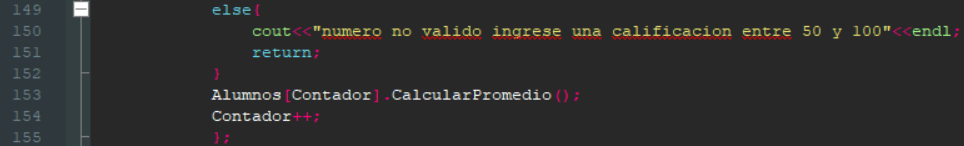 149 else{
150 cout<<"numero no valido ingrese una calificacion entre 50 y 100"<<endl;
151 return;
152 }
153 Alumnos[Contador].CalcularPromedio();
154 Contador++;
155 };